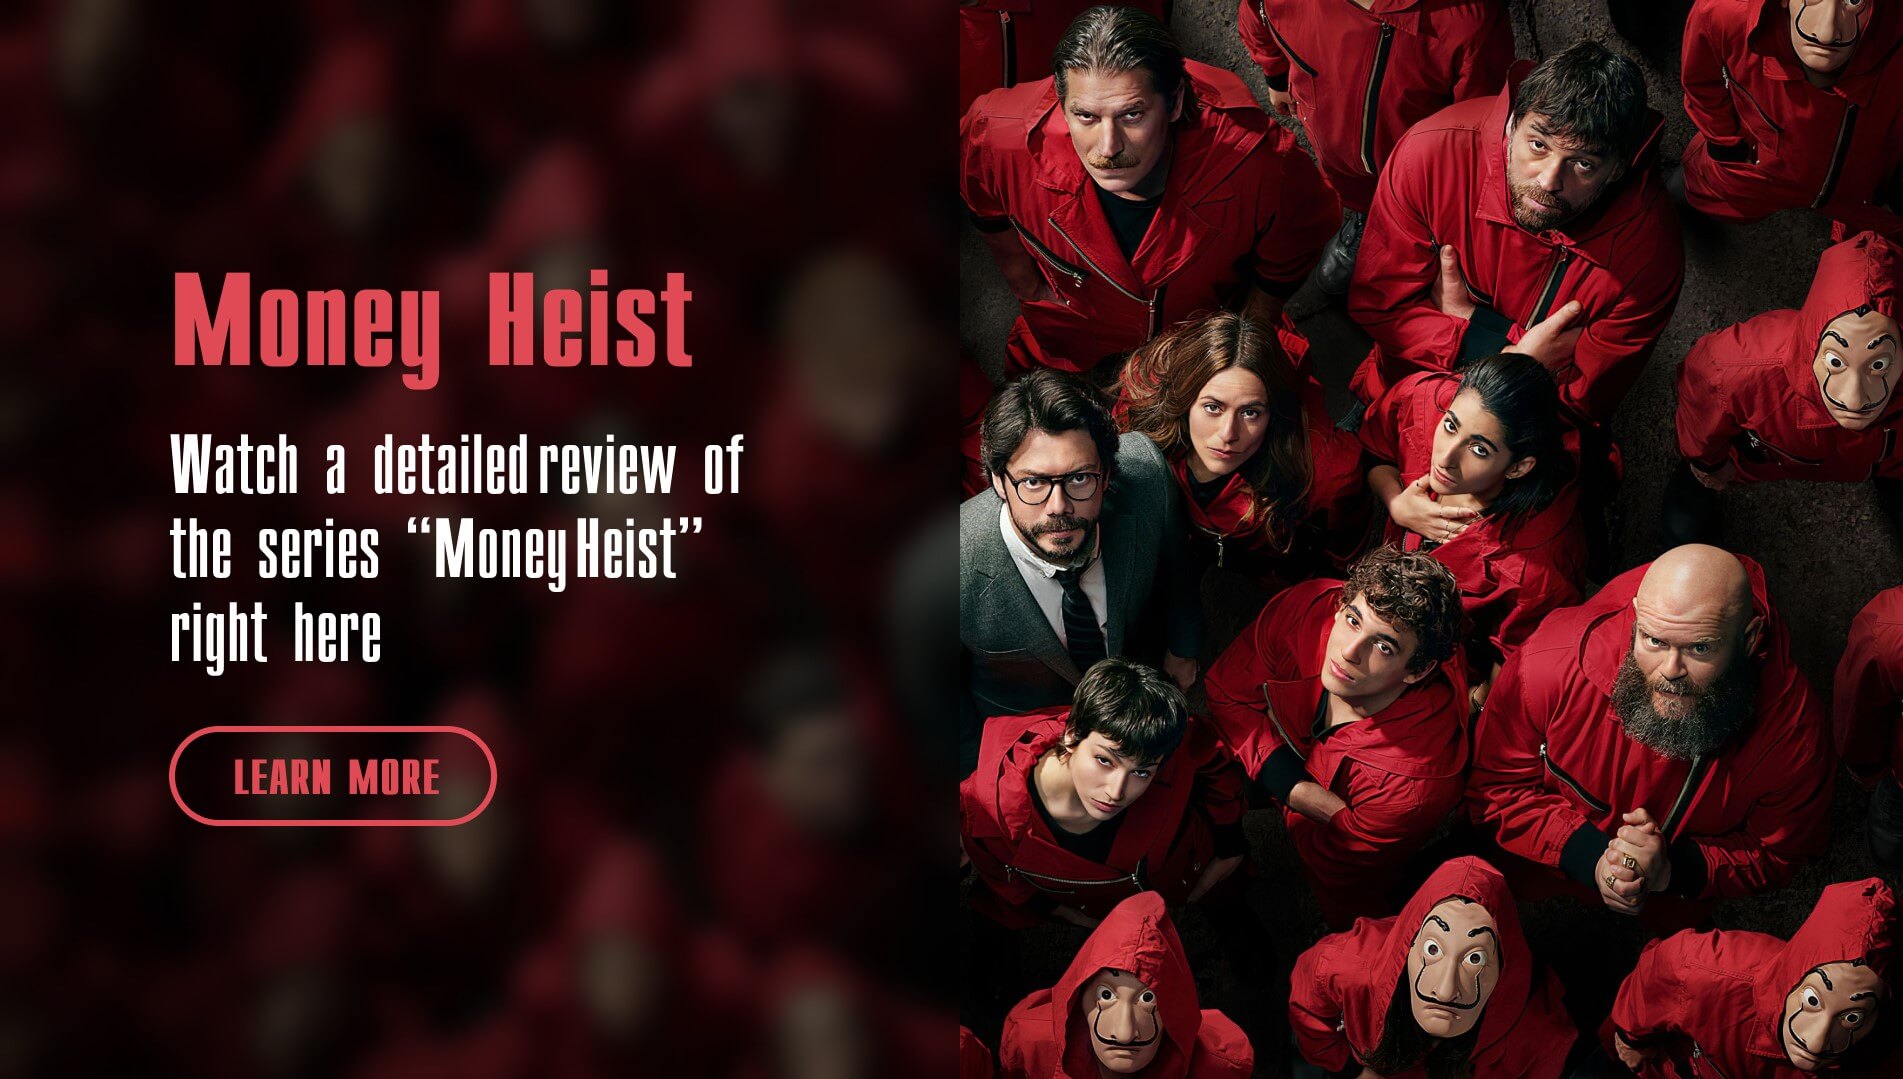 Money Heist
Watch a detailed review of
the series “Money Heist”
right here
LEARN MORE